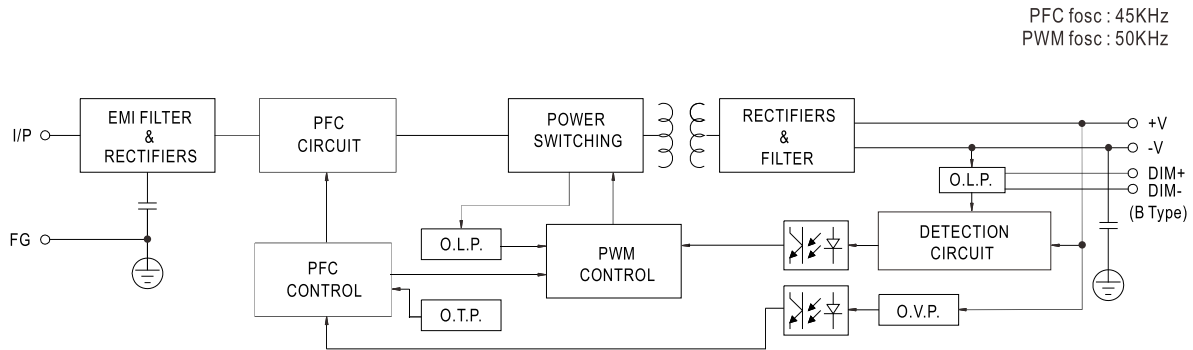 PFC fosc : 45KHz
PWM fosc : 50KHz
I/P
EMI FILTER
&
RECTIFIERS
PFC
CIRCUIT
POWER
SWITCHING
RECTIFIERS
&
FILTER
+V
-V
DIM+
DIM-
(B Type)
O.L.P.
FG
O.L.P.
PWM
CONTROL
DETECTION
CIRCUIT
PFC
CONTROL
O.T.P.
O.V.P.